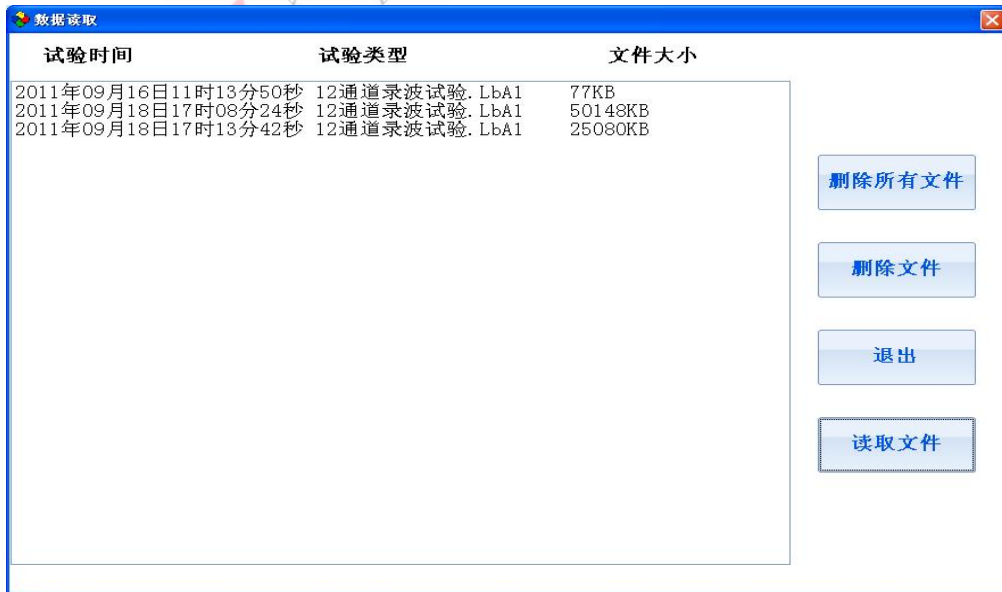 数据读取
试验时间 试验类型 文件大小
2011年09月16日11时13分50秒 12通道录波试验.LbA1 77KB
2011年09月18日17时08分24秒 12通道录波试验.LbA1 50148KB
2011年09月18日17时13分42秒 12通道录波试验.LbA1 25080KB
删除所有文件
删除文件
退出
读取文件